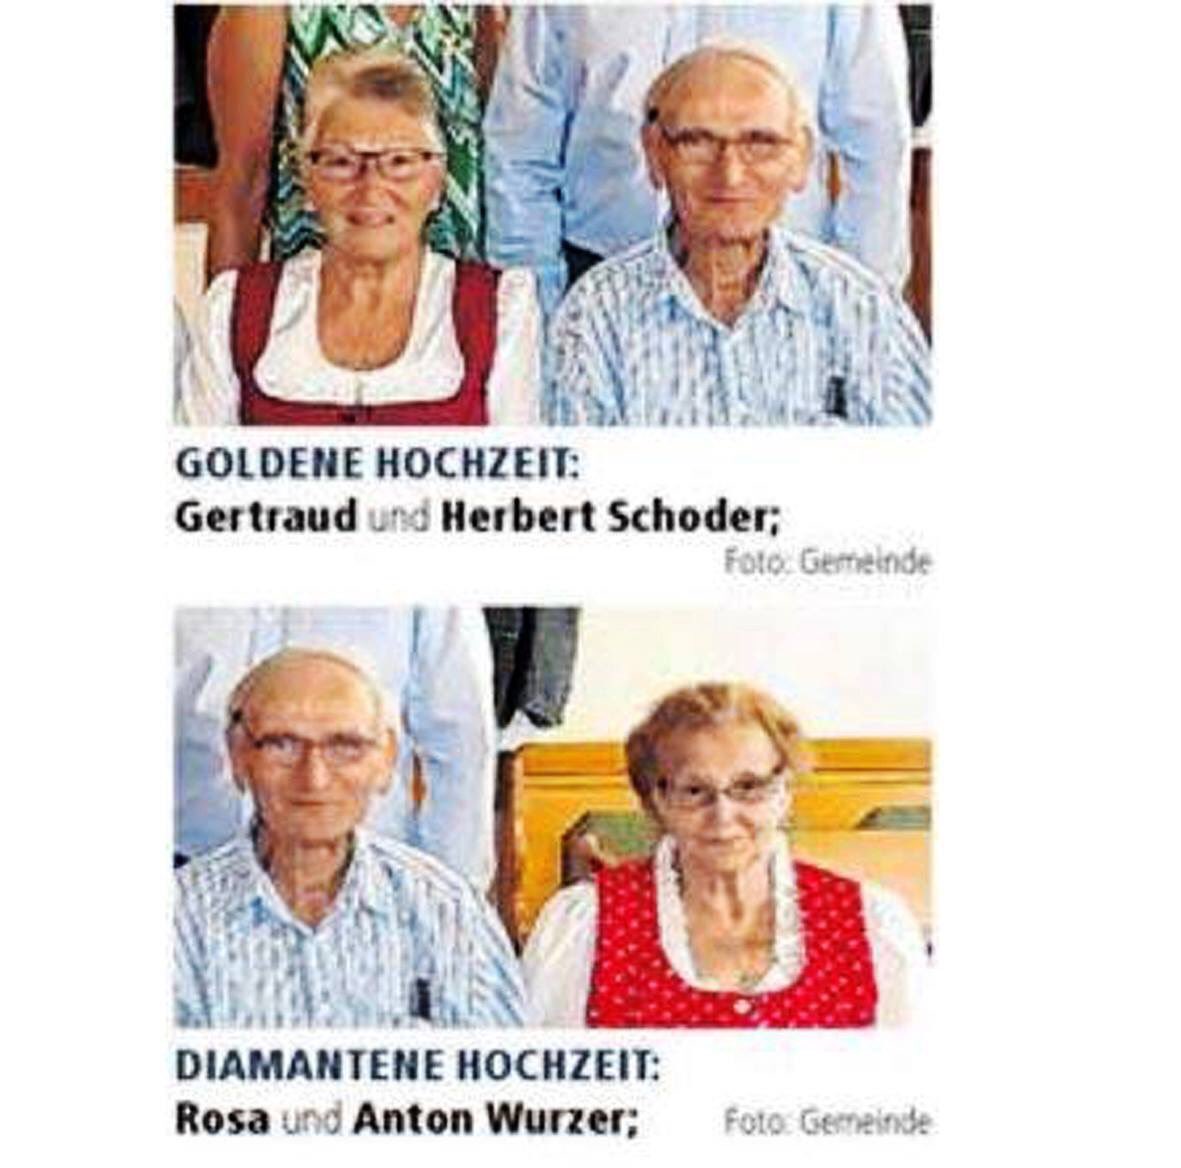 GOLDENE HOCHZEIT:
Gertraud und Herbert Schoder;
Foto: Gemeinde
DIAMANTENE HOCHZEIT:
Rosa und Anton Wurzer; Foto: Gemeinde